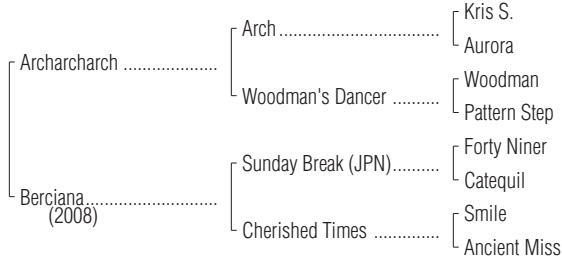 Kris S.
Arch..................................
Aurora
Archarcharch ....................
Woodman
Woodman's Dancer ..........
Pattern Step
Forty Niner
Sunday Break (JPN)..........
Catequil
Berciana............................
(2008)
Smile
Cherished Times ..............
Ancient Miss